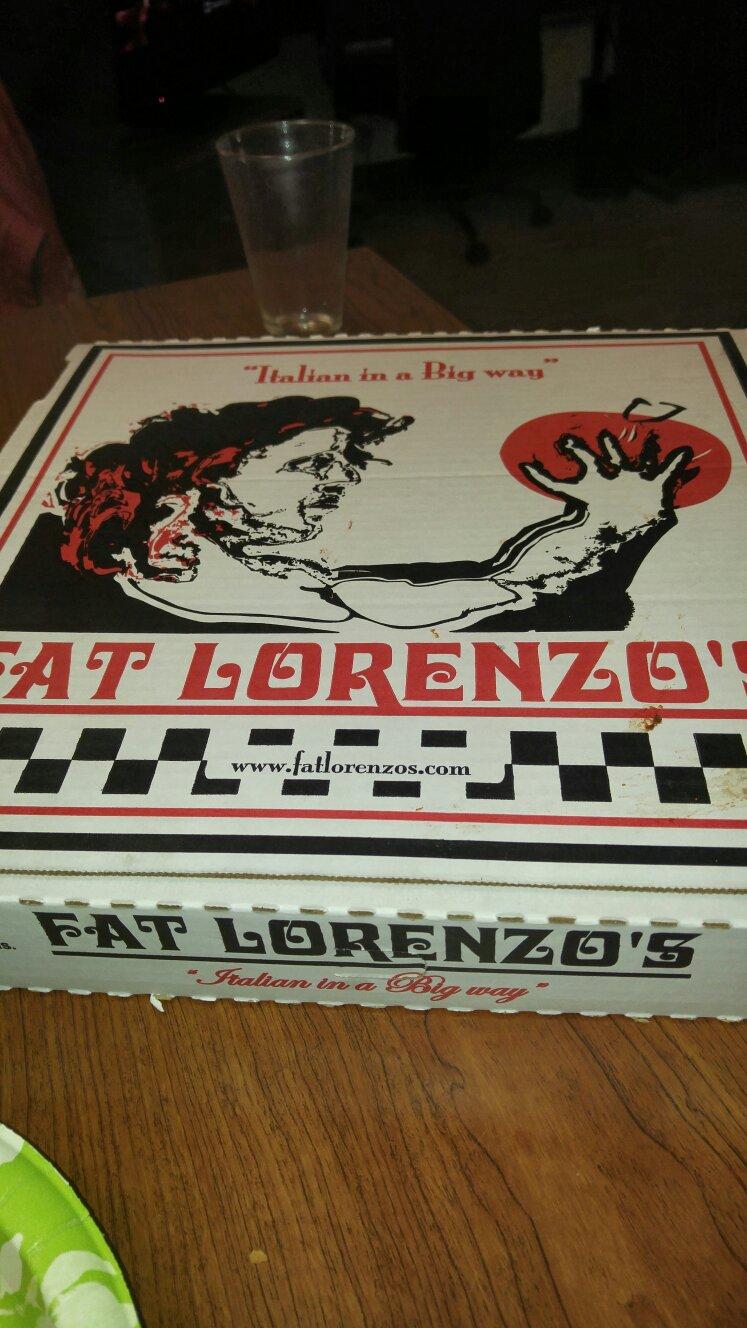 "Italian in a Big way"
FAT LORENZO'S
www.fatlorenzos.com
FAT LORENZO'S
"Italian in a Big way"